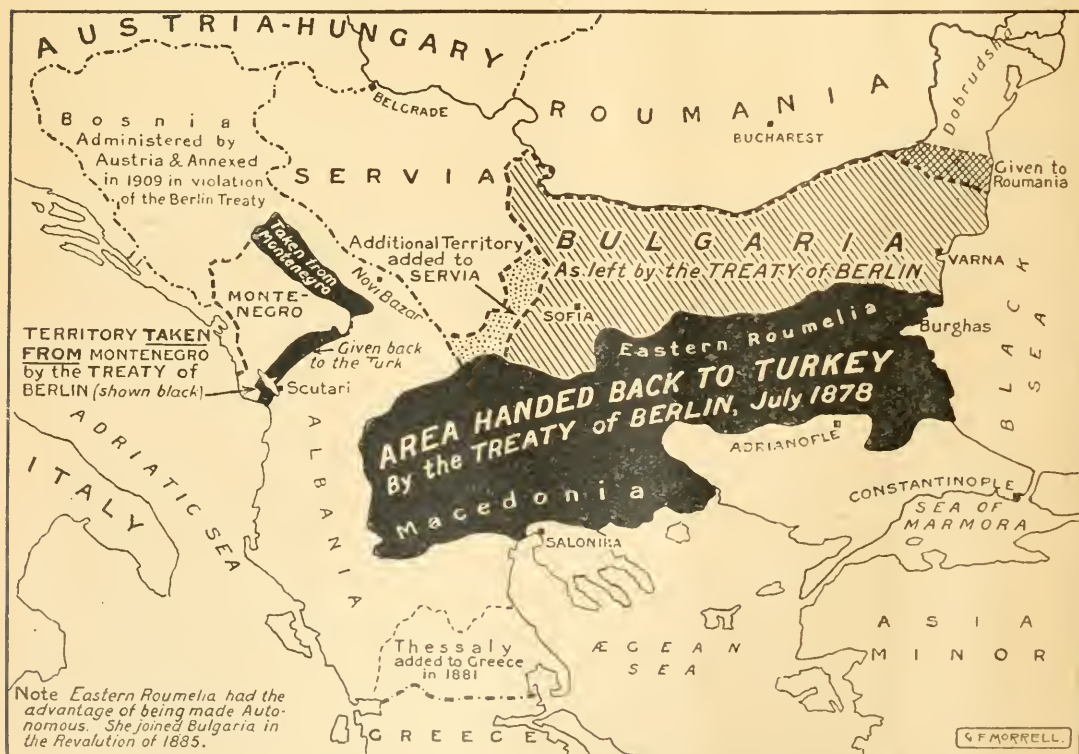 AUSTRIA-HUNGARY
BELGRADE
ROUMANIA
BUCHAREST
Dobrudsha
Bosnia
Administered by
Austria & Annexed
in 1909 in violation
of the Berlin Treaty
SERVIA
Given to
Roumania
Taken from
Montenegro
MONTE-
NEGRO
Novi Bazar
Additional Territory
added to
SERVIA
BULGARIA
As left by the TREATY of BERLIN
SOFIA
VARNA
Burghas
BLACK
SEA
TERRITORY TAKEN
FROM MONTENEGRO
by the TREATY of
BERLIN (shown black)
Given back
to the Turk
Scutari
Eastern Roumelia
AREA HANDED BACK TO TURKEY
By the TREATY of BERLIN, July 1878
Macedonia
ADRIANOPLE
CONSTANTINOPLE
SEA OF
MARMORA
ADRIATIC SEA
ITALY
ALBANIA
SALONIKA
Thessaly
added to Greece
in 1881
ÆGEAN
SEA
ASIA
MINOR
Note Eastern Roumelia had the
advantage of being made Auto-
nomous. She joined Bulgaria in
the Revalution of 1885.
GREECE
G F MORRELL.